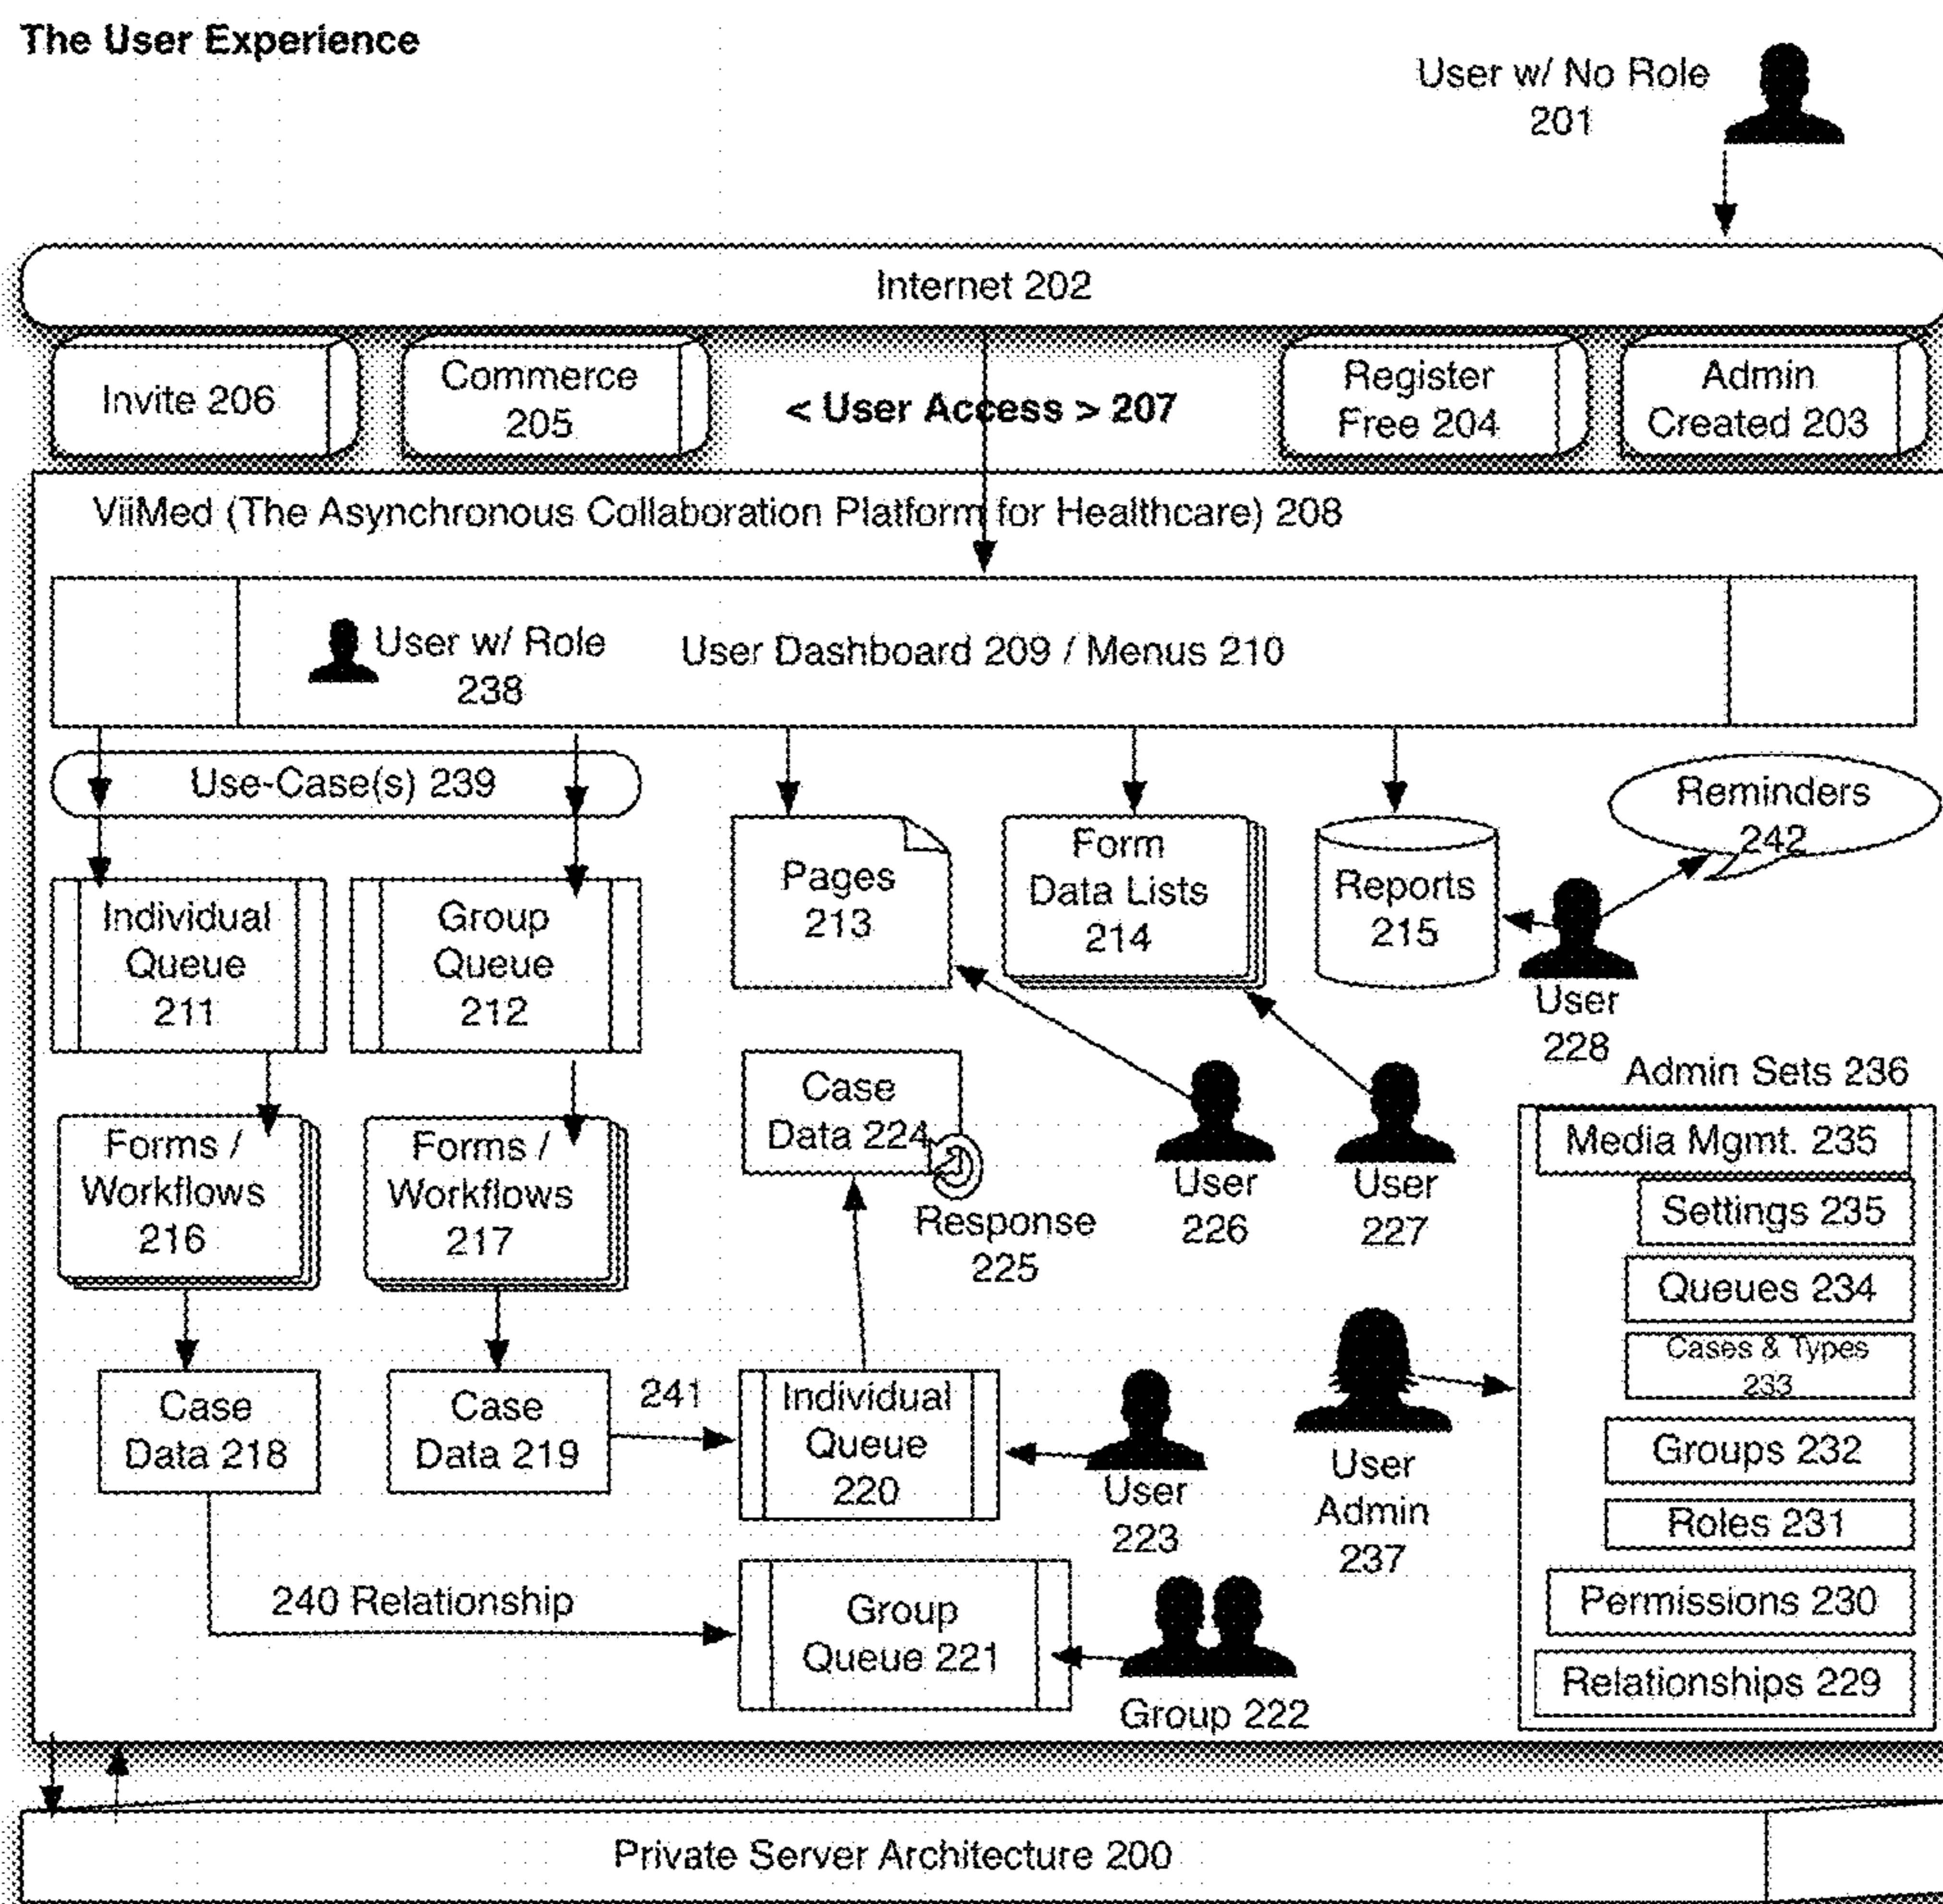 The User Experience
User w/ No Role
201
Internet 202
Invite 206
Commerce
205
< User Access > 207
Register
Free 204
Admin
Created 203
ViiMed (The Asynchronous Collaboration Platform for Healthcare) 208
User w/ Role
238
User Dashboard 209 / Menus 210
Use-Case(s) 239
Reminders
242
Individual
Queue
211
Group
Queue
212
Pages
213
Form
Data Lists
214
Reports
215
User
228
Forms /
Workflows
216
Forms /
Workflows
217
Case
Data 224
Response
225
User
226
User
227
Admin Sets 236
Media Mgmt. 235
Settings 235
Queues 234
Cases & Types
233
Groups 232
Roles 231
Permissions 230
Relationships 229
Case
Data 218
Case
Data 219
241
Individual
Queue
220
User
223
User
Admin
237
240 Relationship
Group
Queue 221
Group 222
Private Server Architecture 200